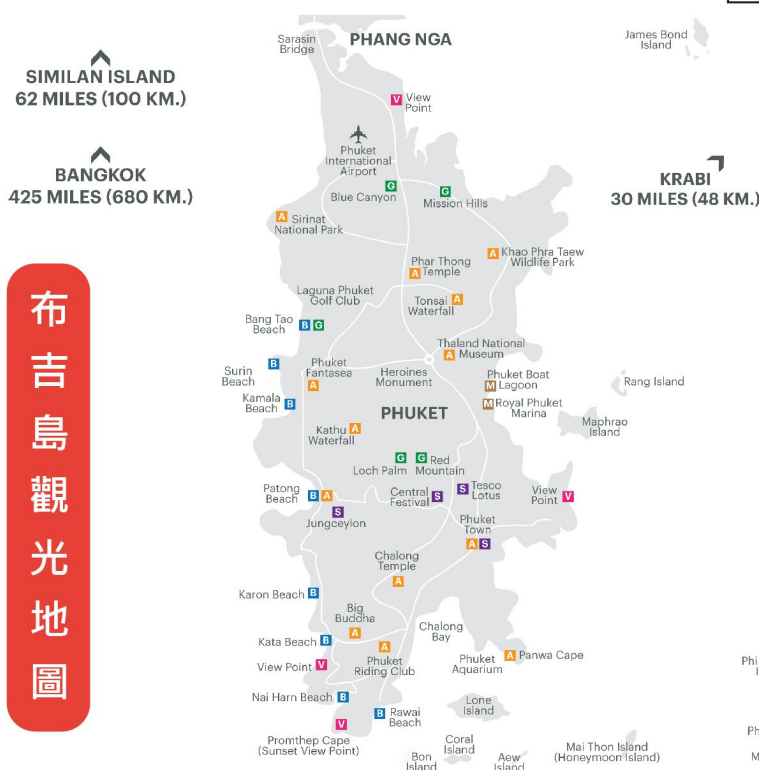 Sarasin
Bridge
PHANG NGA
James Bond
Island
SIMILAN ISLAND
62 MILES (100 KM.)
V View
Point
Phuket
International
Airport
BANGKOK
425 MILES (680 KM.)
KRABI
30 MILES (48 KM.)
G
Blue Canyon
G
Mission Hills
A Sirinat
National Park
A Khao Phra Taew
Wildlife Park
Phar Thong
A Temple
Laguna Phuket
Golf Club
Tonsai A
Waterfall
Bang Tao
Beach B G
Thaland National
A Museum
Surin B
Beach
Phuket
Fantasea
A
Heroines
Monument
Phuket Boat
M Lagoon
Rang Island
Kamala B
Beach
M Royal Phuket
Marina
PHUKET
Maphrao
Island
Kathu A
Waterfall
G G Red
Loch Palm Mountain
Patong
Beach B A
Central
Festival S
S Tesco
Lotus
View
Point V
S
Jungceylon
Phuket
Town
A S
Chalong
Temple
A
Karon Beach B
Big
Buddha
A
Chalong
Bay
Kata Beach B
A
Phuket
Riding Club
View Point V
Phuket
Aquarium
A Panwa Cape
Nai Harn Beach B
B Rawai
Beach
Lone
Island
V
Promthep Cape
(Sunset View Point)
Coral
Island
Bon
Island
Aew
Island
Mai Thon Island
(Honeymoon Island)
布吉島觀光地圖